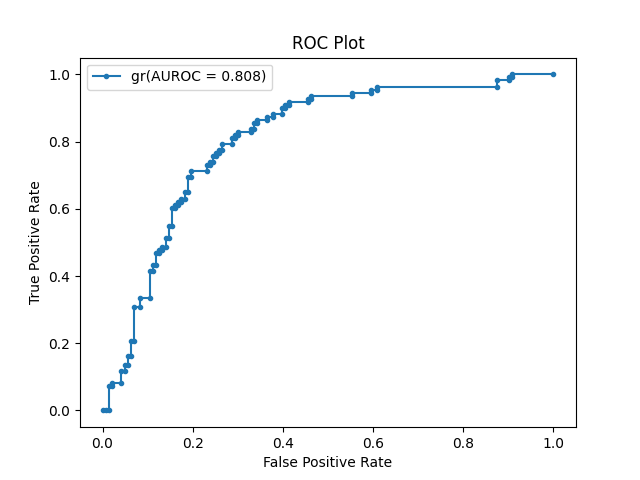 ROC Plot
gr(AUROC = 0.808)
True Positive Rate
1.0
0.8
0.6
0.4
0.2
0.0
0.0 0.2 0.4 0.6 0.8 1.0
False Positive Rate